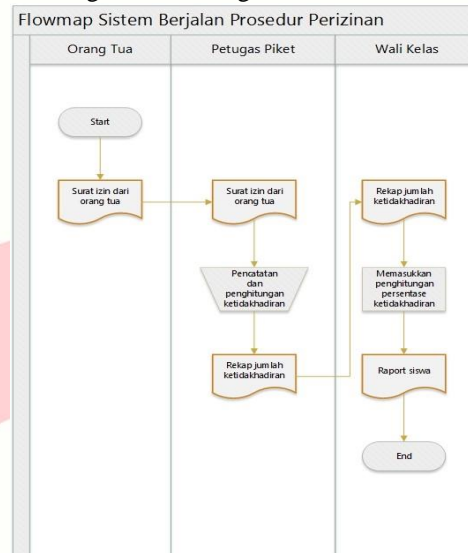 Flowmap Sistem Berjalan Prosedur Perizinan
Orang Tua
Petugas Piket
Wali Kelas
Start
Surat izin dari
orang tua
Surat izin dari
orang tua
Pencatatan
dan
penghitungan
ketidakhadiran
Rekap jumlah
ketidakhadiran
Rekap jumlah
ketidakhadiran
Memasukkan
penghitungan
persentase
ketidakhadiran
Raport siswa
End